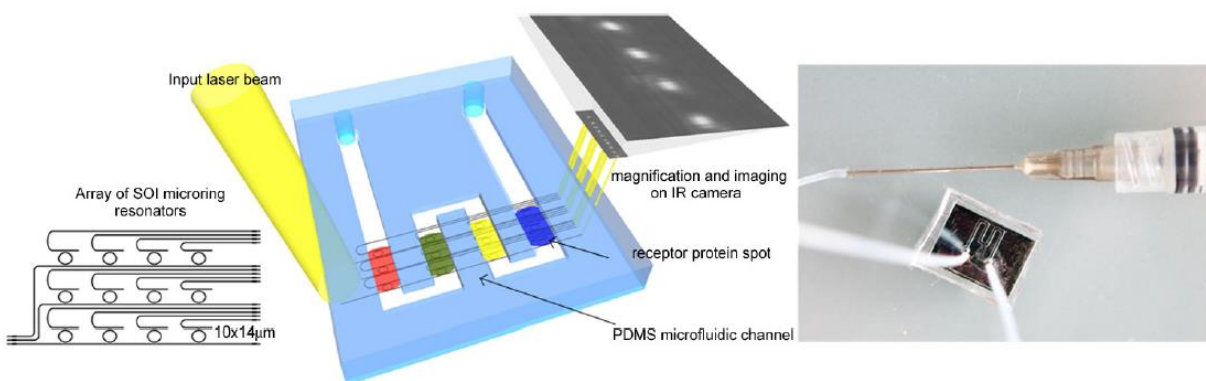 Input laser beam
Array of SOI microring
resonators
10x14μm
magnification and imaging
on IR camera
receptor protein spot
PDMS microfluidic channel